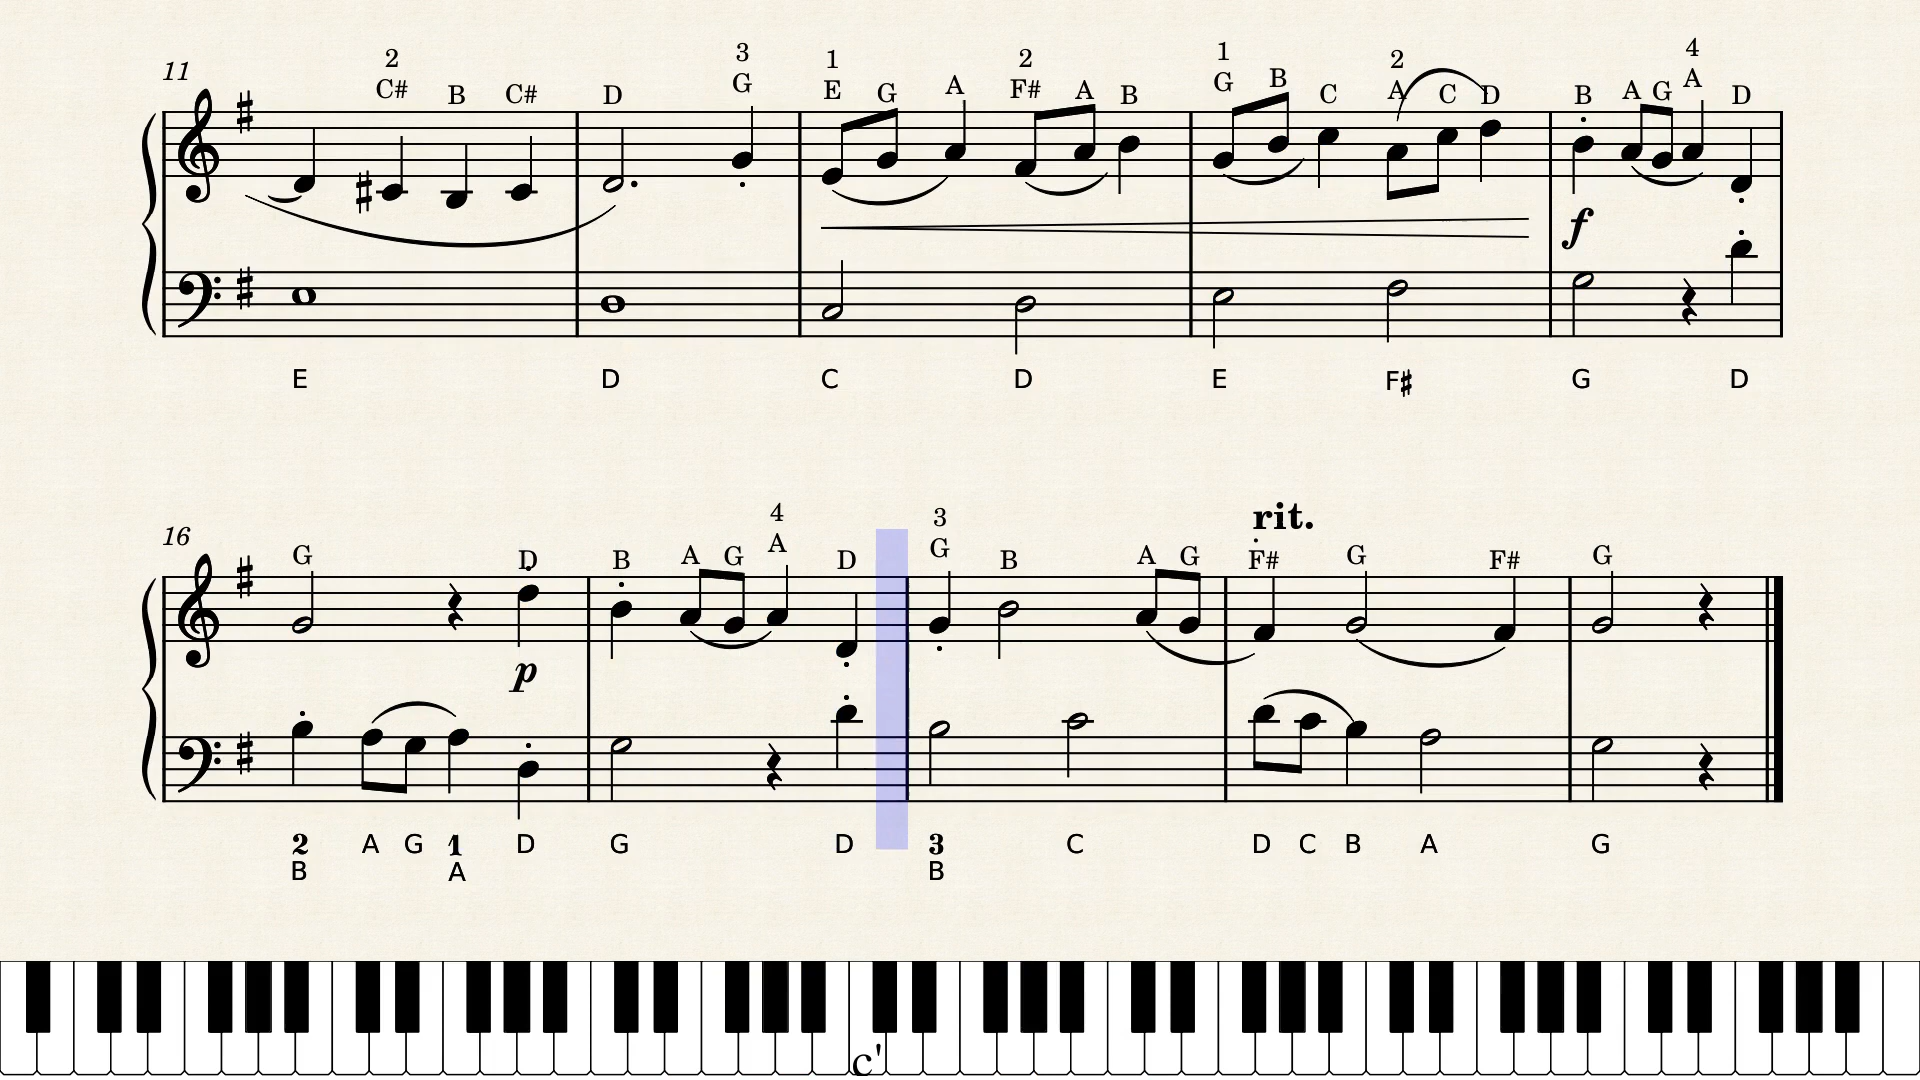 11
2 3 1 2 1 2 4
C# B C# D G E G A F# A B G B C A C D B A G A D
f
E D C D E F♯ G D
rit.
16
4 3
G D B A G A D G B A G F# G F# G
p
2 A G 1 D G D 3 C D C B A G
B A B
c'